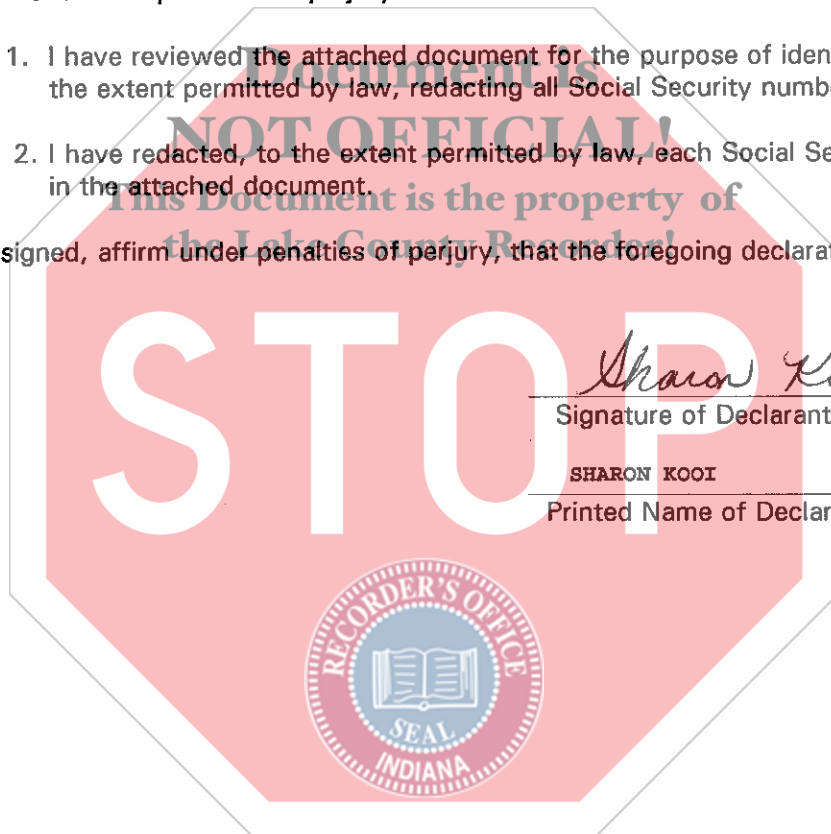 1. I have reviewed the attached document for the purpose of iden
the extent permitted by law, redacting all Social Security numb
2. I have redacted, to the extent permitted by law, each Social Se
in the attached document.
signed, affirm under penalties of perjury, that the foregoing declarat
Document is
NOT OFFICIAL!
This Document is the property of
the Lake County Recorder!
STOP
Sharon
Signature of Declarant
SHARON KOOI
Printed Name of Declar
RECORDER'S OFFICE
SEAL
INDIANA